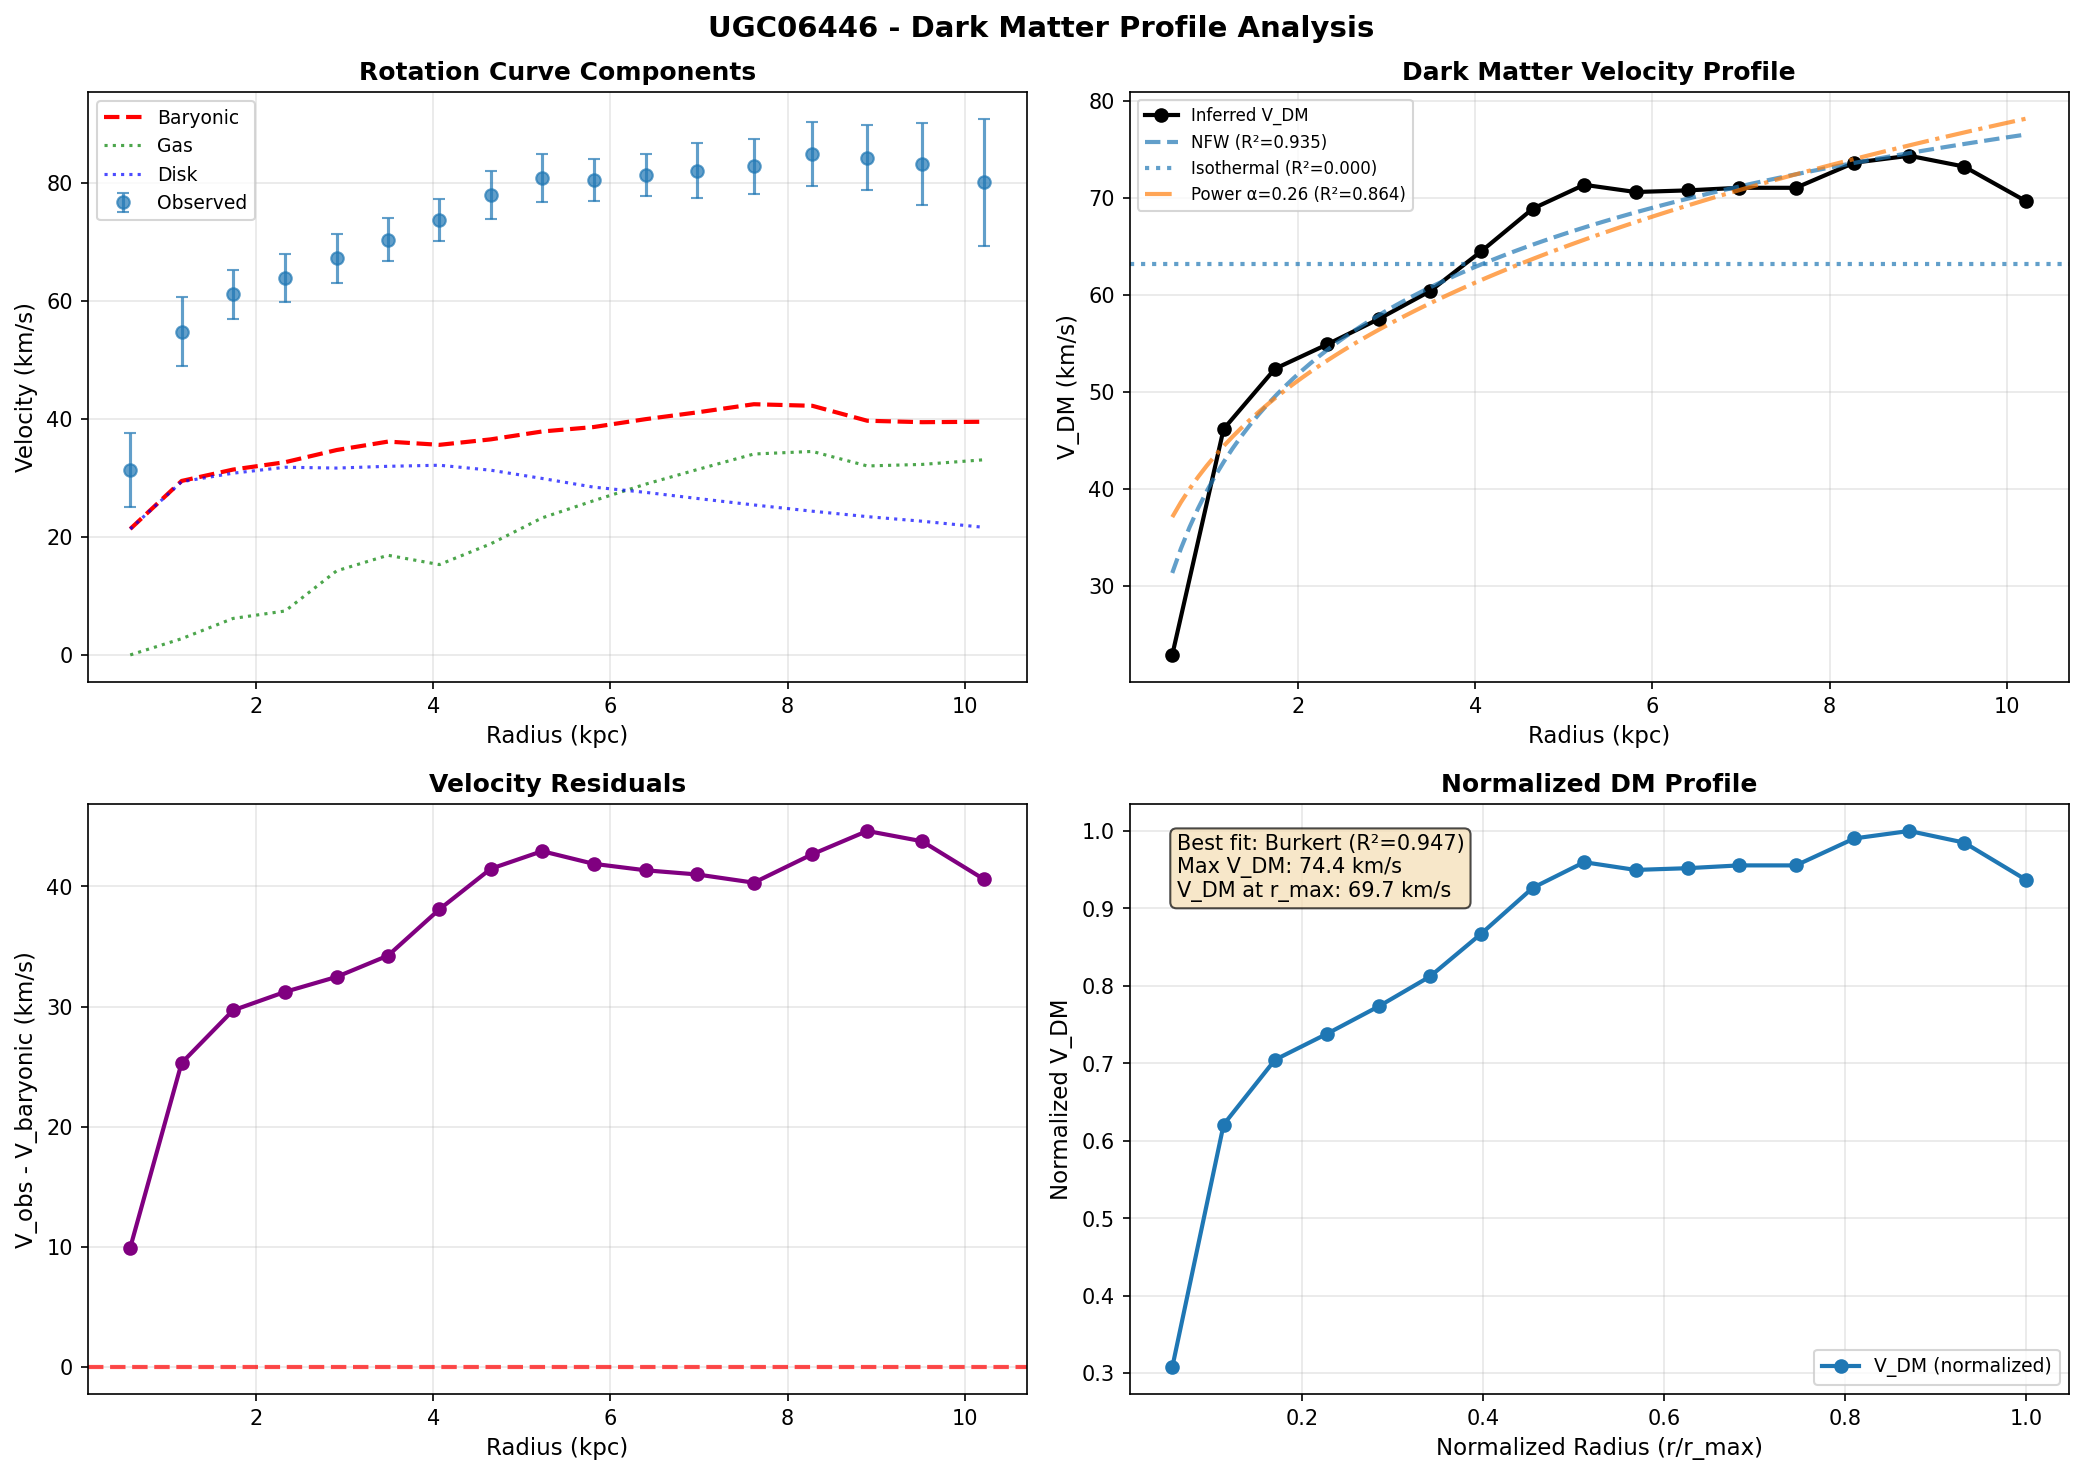 UGC06446 - Dark Matter Profile Analysis
Rotation Curve Components
Baryonic
Gas
Disk
Observed
Velocity (km/s)
80
60
40
20
0
2 4 6 8 10
Radius (kpc)
Dark Matter Velocity Profile
Inferred V_DM
NFW (R²=0.935)
Isothermal (R²=0.000)
Power α=0.26 (R²=0.864)
V_DM (km/s)
80
70
60
50
40
30
2 4 6 8 10
Radius (kpc)
Velocity Residuals
V_obs - V_baryonic (km/s)
40
30
20
10
0
2 4 6 8 10
Radius (kpc)
Normalized DM Profile
Best fit: Burkert (R²=0.947)
Max V_DM: 74.4 km/s
V_DM at r_max: 69.7 km/s
Normalized V_DM
1.0
0.9
0.8
0.7
0.6
0.5
0.4
0.3
V_DM (normalized)
0.2 0.4 0.6 0.8 1.0
Normalized Radius (r/r_max)